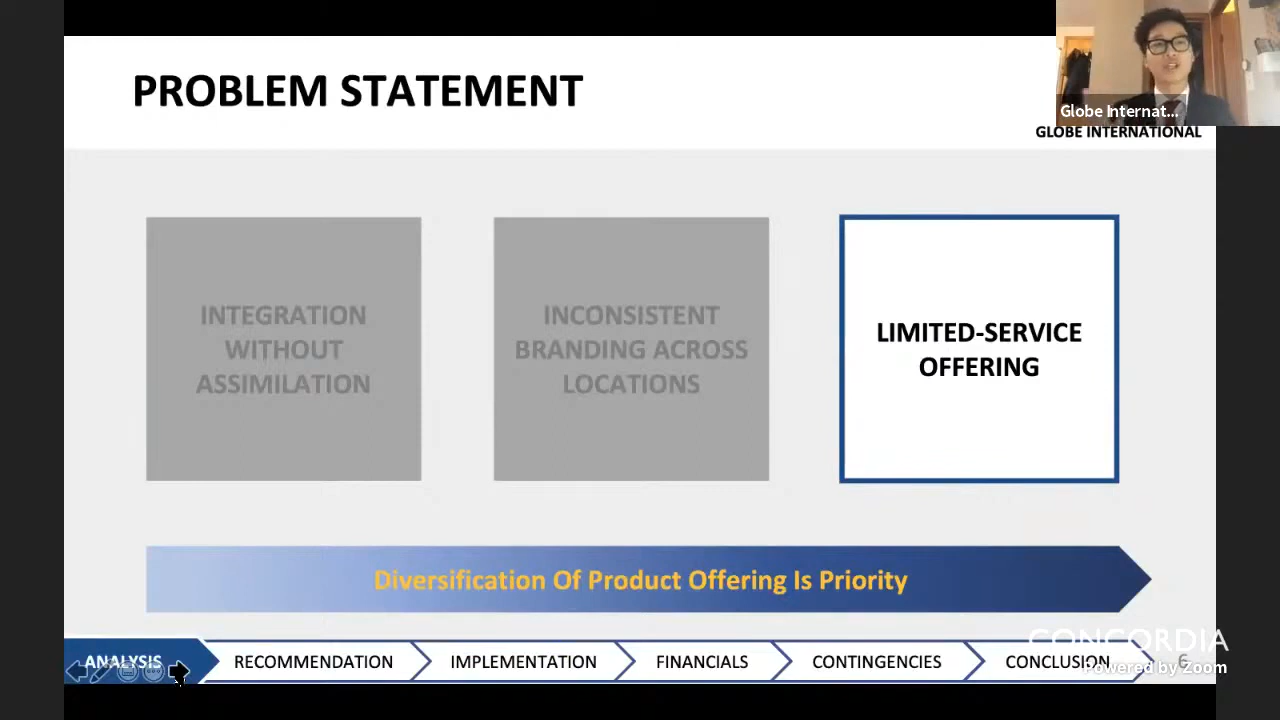 PROBLEM STATEMENT
Globe Internat...
GLOBE INTERNATIONAL
INTEGRATION
WITHOUT
ASSIMILATION
INCONSISTENT
BRANDING ACROSS
LOCATIONS
LIMITED-SERVICE
OFFERING
Diversification Of Product Offering Is Priority
CONCORDIA
ANALYSIS
RECOMMENDATION
IMPLEMENTATION
FINANCIALS
CONTINGENCIES
CONCLUSION
6
Powered by Zoom